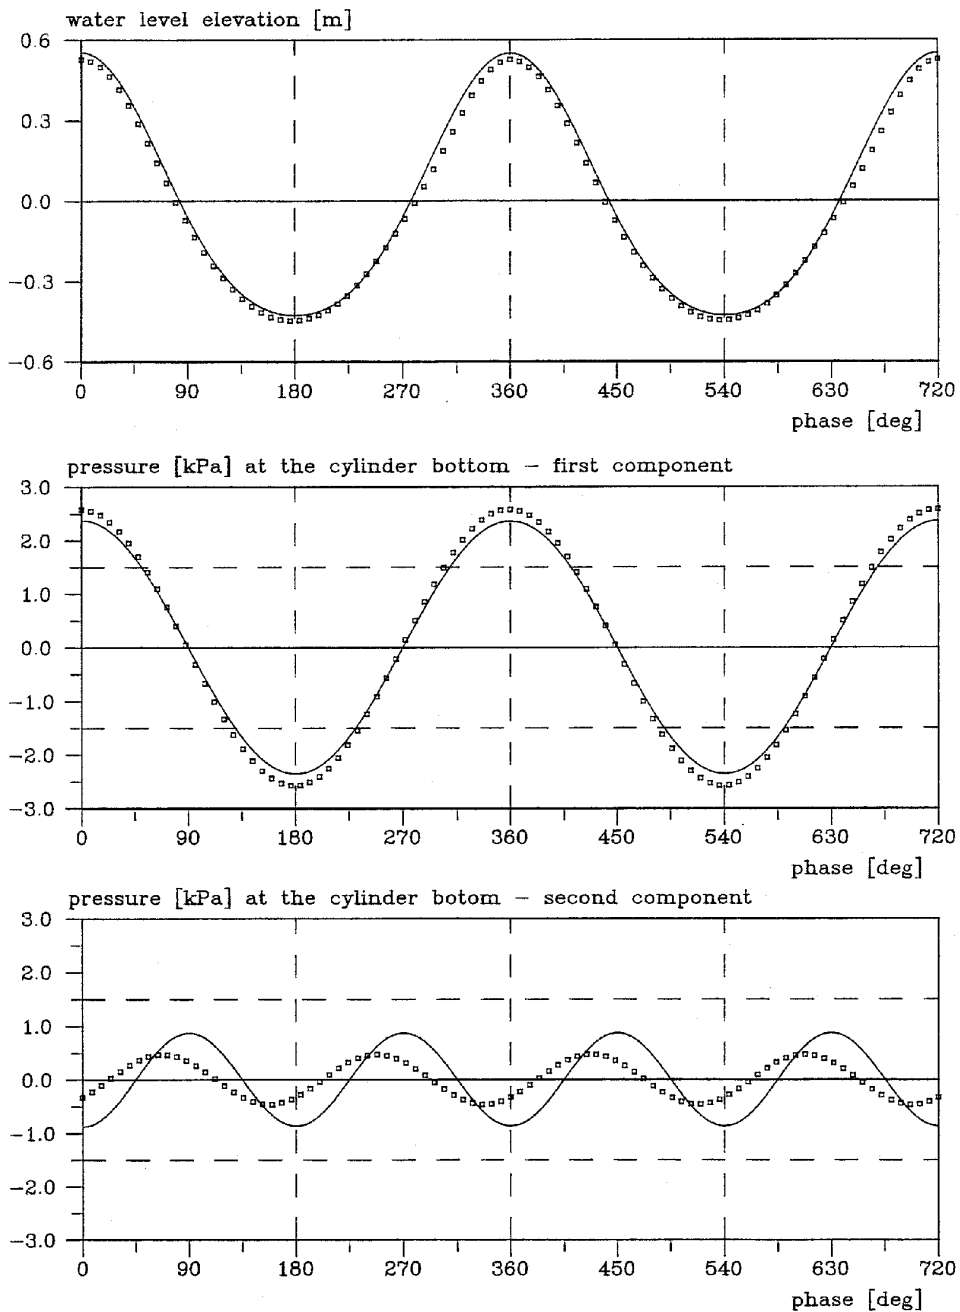 water level elevation [m]
0.6
0.3
0.0
−0.3
−0.6
0 90 180 270 360 450 540 630 720
phase [deg]
pressure [kPa] at the cylinder bottom − first component
3.0
2.0
1.0
0.0
−1.0
−2.0
−3.0
0 90 180 270 360 450 540 630 720
phase [deg]
pressure [kPa] at the cylinder botom − second component
3.0
2.0
1.0
0.0
−1.0
−2.0
−3.0
0 90 180 270 360 450 540 630 720
phase [deg]